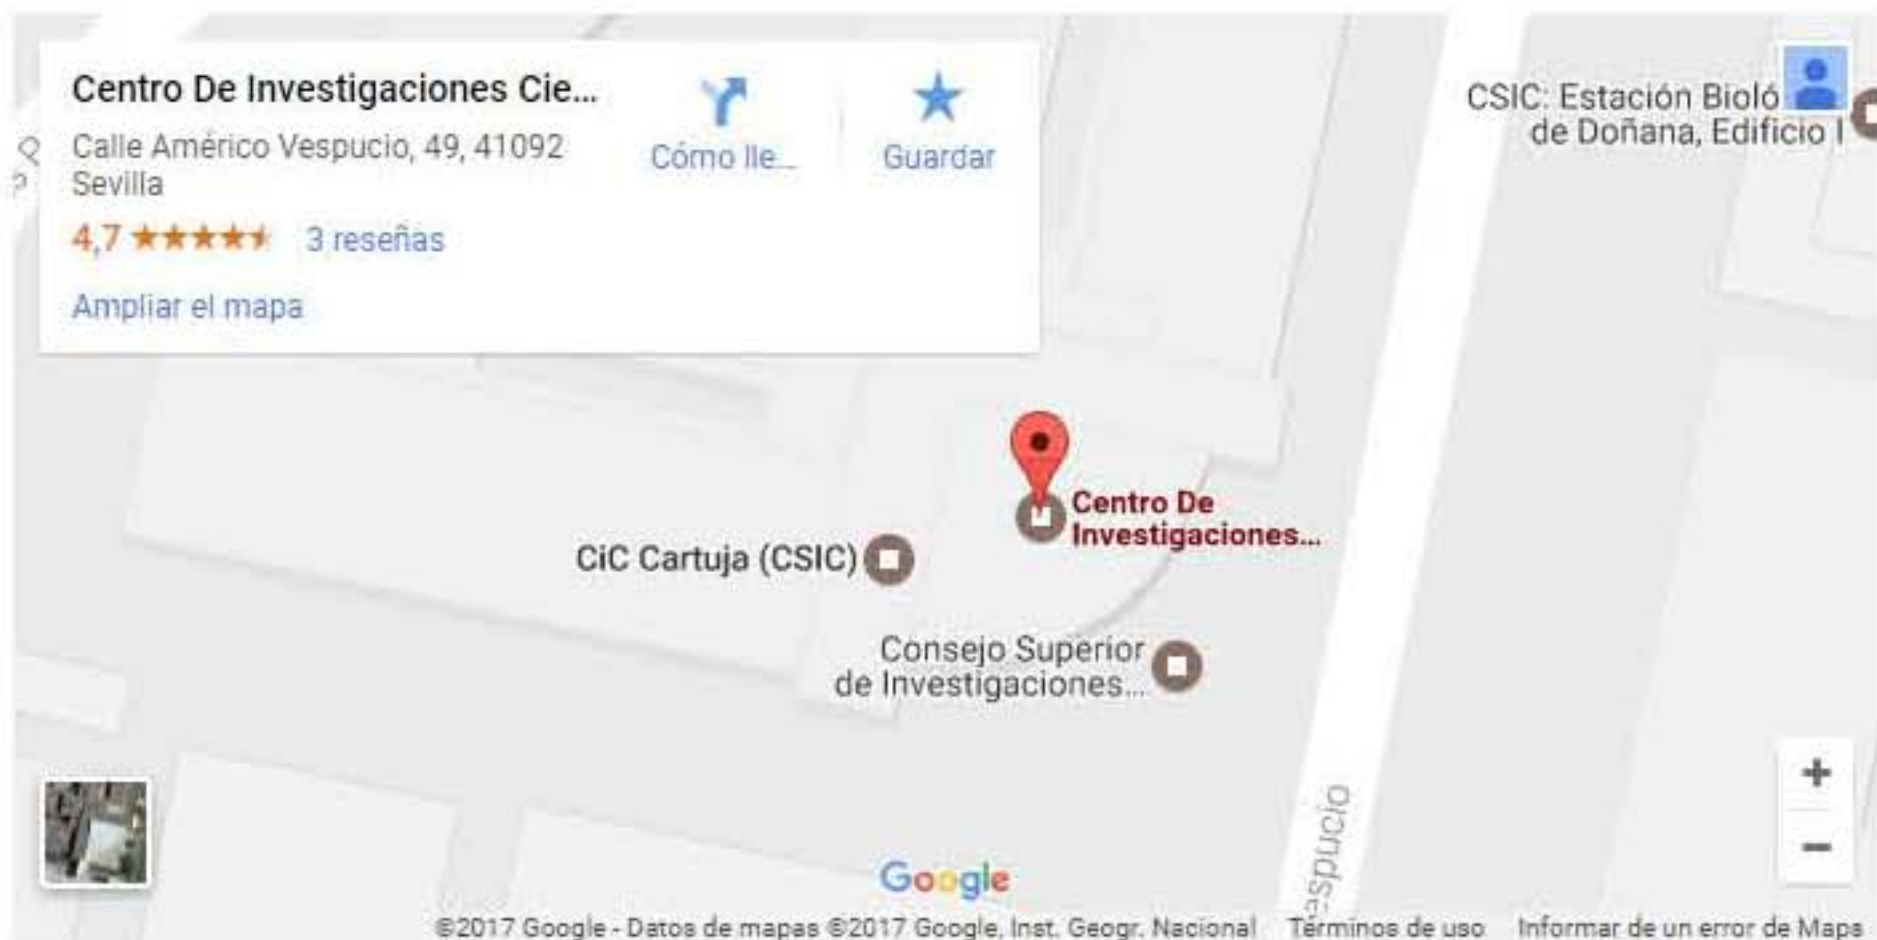 Centro De Investigaciones Cie...
Calle Américo Vespucio, 49, 41092
Sevilla
4,7
3 reseñas
Ampliar el mapa
Cómo lle...
Guardar
CSIC: Estación Bioló
de Doñana, Edificio I
Centro De
Investigaciones...
CiC Cartuja (CSIC)
Consejo Superior
de Investigaciones...
espucio
+
−
Google
©2017 Google - Datos de mapas ©2017 Google, Inst. Geogr. Nacional
Términos de uso
Informar de un error de Maps